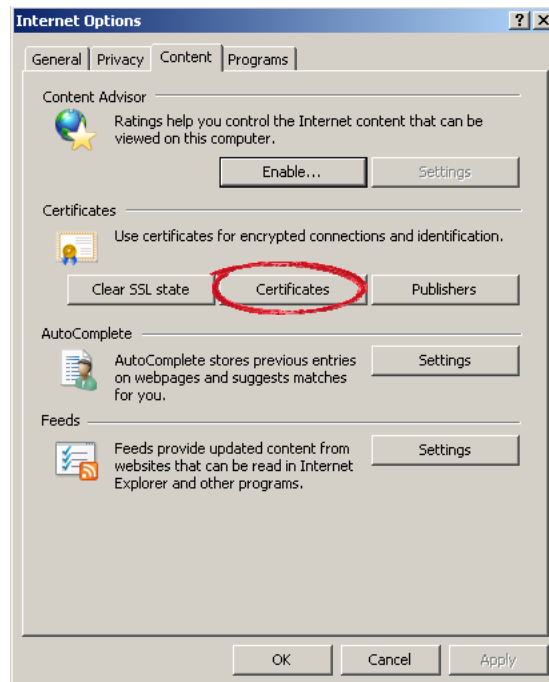 Internet Options
General Privacy Content Programs
Content Advisor
Ratings help you control the Internet content that can be
viewed on this computer.
Enable... Settings
Certificates
Use certificates for encrypted connections and identification.
Clear SSL state Certificates Publishers
AutoComplete
AutoComplete stores previous entries
on webpages and suggests matches
for you.
Settings
Feeds
Feeds provide updated content from
websites that can be read in Internet
Explorer and other programs.
Settings
OK Cancel Apply